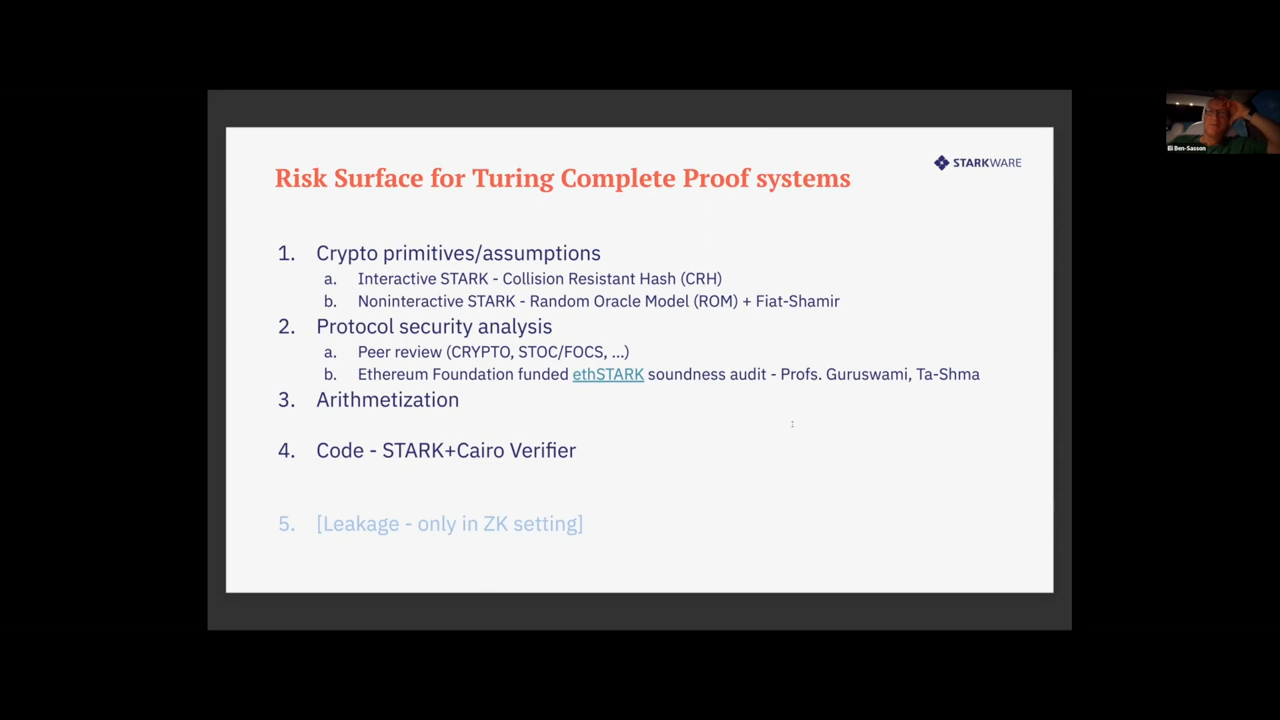 STARKWARE
Risk Surface for Turing Complete Proof systems
1. Crypto primitives/assumptions
a. Interactive STARK - Collision Resistant Hash (CRH)
b. Noninteractive STARK - Random Oracle Model (ROM) + Fiat-Shamir
2. Protocol security analysis
a. Peer review (CRYPTO, STOC/FOCS, ...)
b. Ethereum Foundation funded ethSTARK soundness audit - Profs. Guruswami, Ta-Shma
3. Arithmetization
4. Code - STARK+Cairo Verifier
5. [Leakage - only in ZK setting]
Eli Ben-Sasson